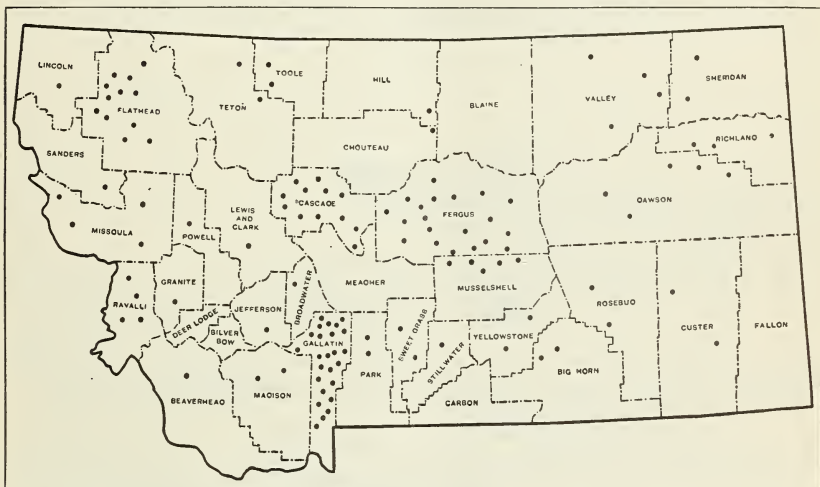 LINCOLN
FLATHEAD
SANDERS
TETON
TOOLE
HILL
BLAINE
VALLEY
SHERIDAN
CHOUTEAU
RICHLAND
DAWSON
MISSOULA
POWELL
LEWIS
AND
CLARK
CASCADE
FERGUS
MEAGHER
MUSSELSHELL
RAVALLI
GRANITE
DEER LODGE
SILVER
BOW
JEFFERSON
BROADWATER
GALLATIN
PARK
SWEET GRASS
STILLWATER
YELLOWSTONE
ROSEBUD
CUSTER
FALLON
BIG HORN
CARBON
BEAVERHEAD
MADISON